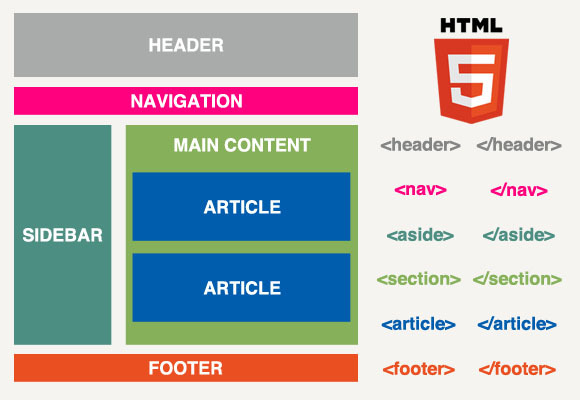 HEADER
NAVIGATION
SIDEBAR
MAIN CONTENT
ARTICLE
ARTICLE
FOOTER
HTML
5
<header> </header>
<nav> </nav>
<aside> </aside>
<section> </section>
<article> </article>
<footer> </footer>